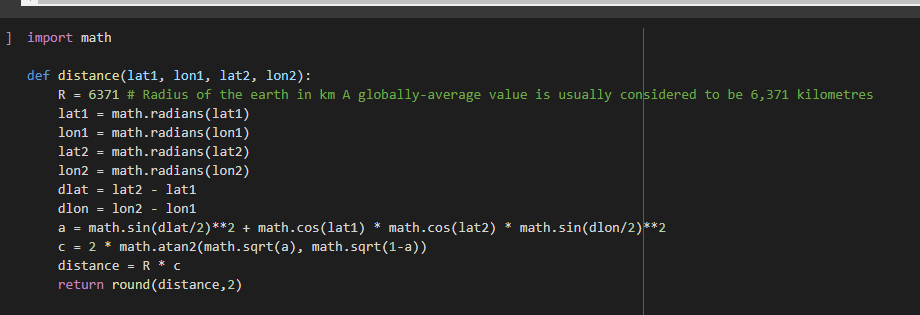 ] import math
def distance(lat1, lon1, lat2, lon2):
    R = 6371 # Radius of the earth in km A globally-average value is usually considered to be 6,371 kilometres
    lat1 = math.radians(lat1)
    lon1 = math.radians(lon1)
    lat2 = math.radians(lat2)
    lon2 = math.radians(lon2)
    dlat = lat2 - lat1
    dlon = lon2 - lon1
    a = math.sin(dlat/2)**2 + math.cos(lat1) * math.cos(lat2) * math.sin(dlon/2)**2
    c = 2 * math.atan2(math.sqrt(a), math.sqrt(1-a))
    distance = R * c
    return round(distance,2)